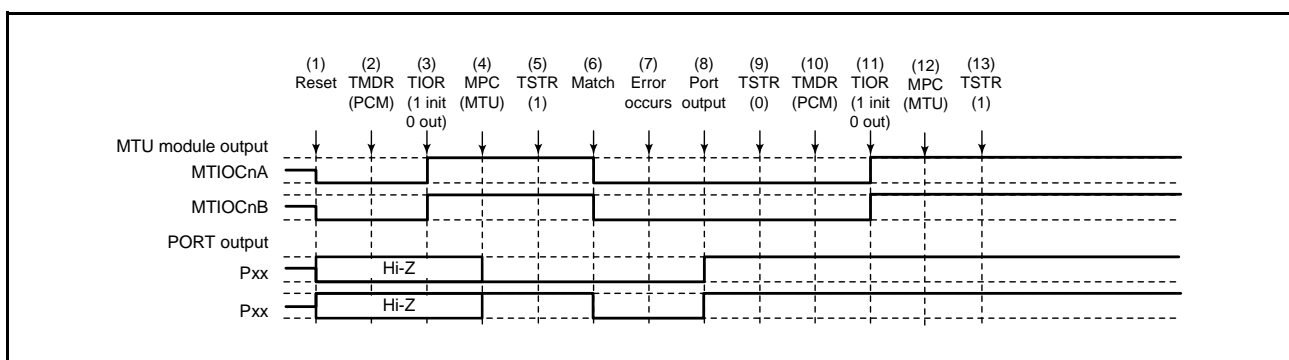 (1) (2) (3) (4) (5) (6) (7) (8) (9) (10) (11) (12) (13)
Reset TMDR TIOR MPC TSTR Match Error Port TSTR TMDR TIOR MPC TSTR
(PCM) (1 init (MTU) (1) occurs output (0) (PCM) (1 init (MTU) (1)
0 out) 0 out)
MTU module output
MTIOCnA
MTIOCnB
PORT output
Pxx Hi-Z
Pxx Hi-Z